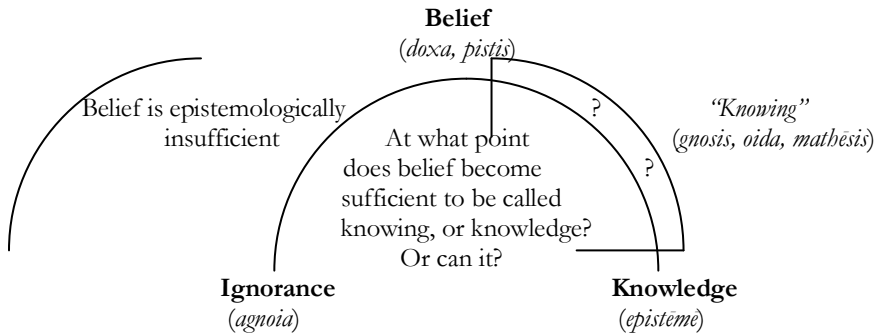 Belief
(doxa, pistis)
Belief is epistemologically
insufficient
?
?
"Knowing"
(gnosis, oida, mathēsis)
At what point
does belief become
sufficient to be called
knowing, or knowledge?
Or can it?
Ignorance
(agnoia)
Knowledge
(epistēmē)